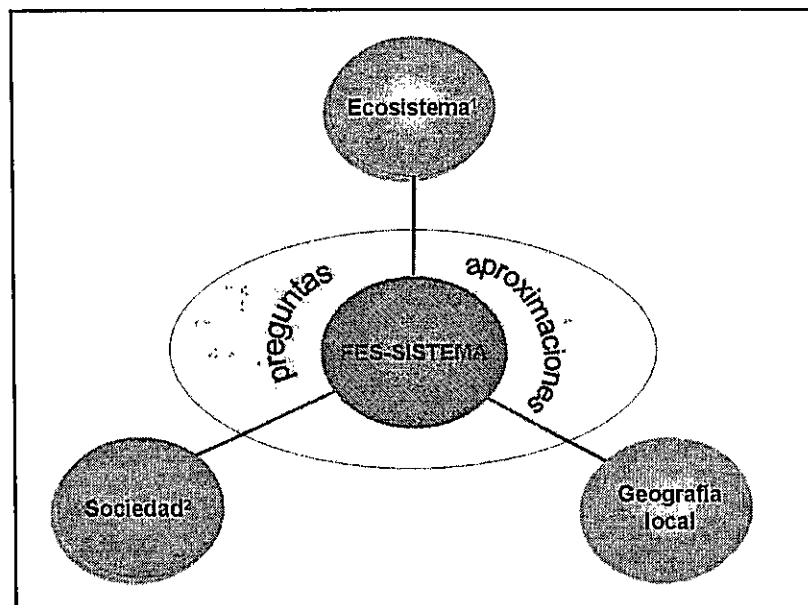 Ecosistema¹
preguntas
aproximaciones
FES-SISTEMA
Sociedad²
Geografía
local